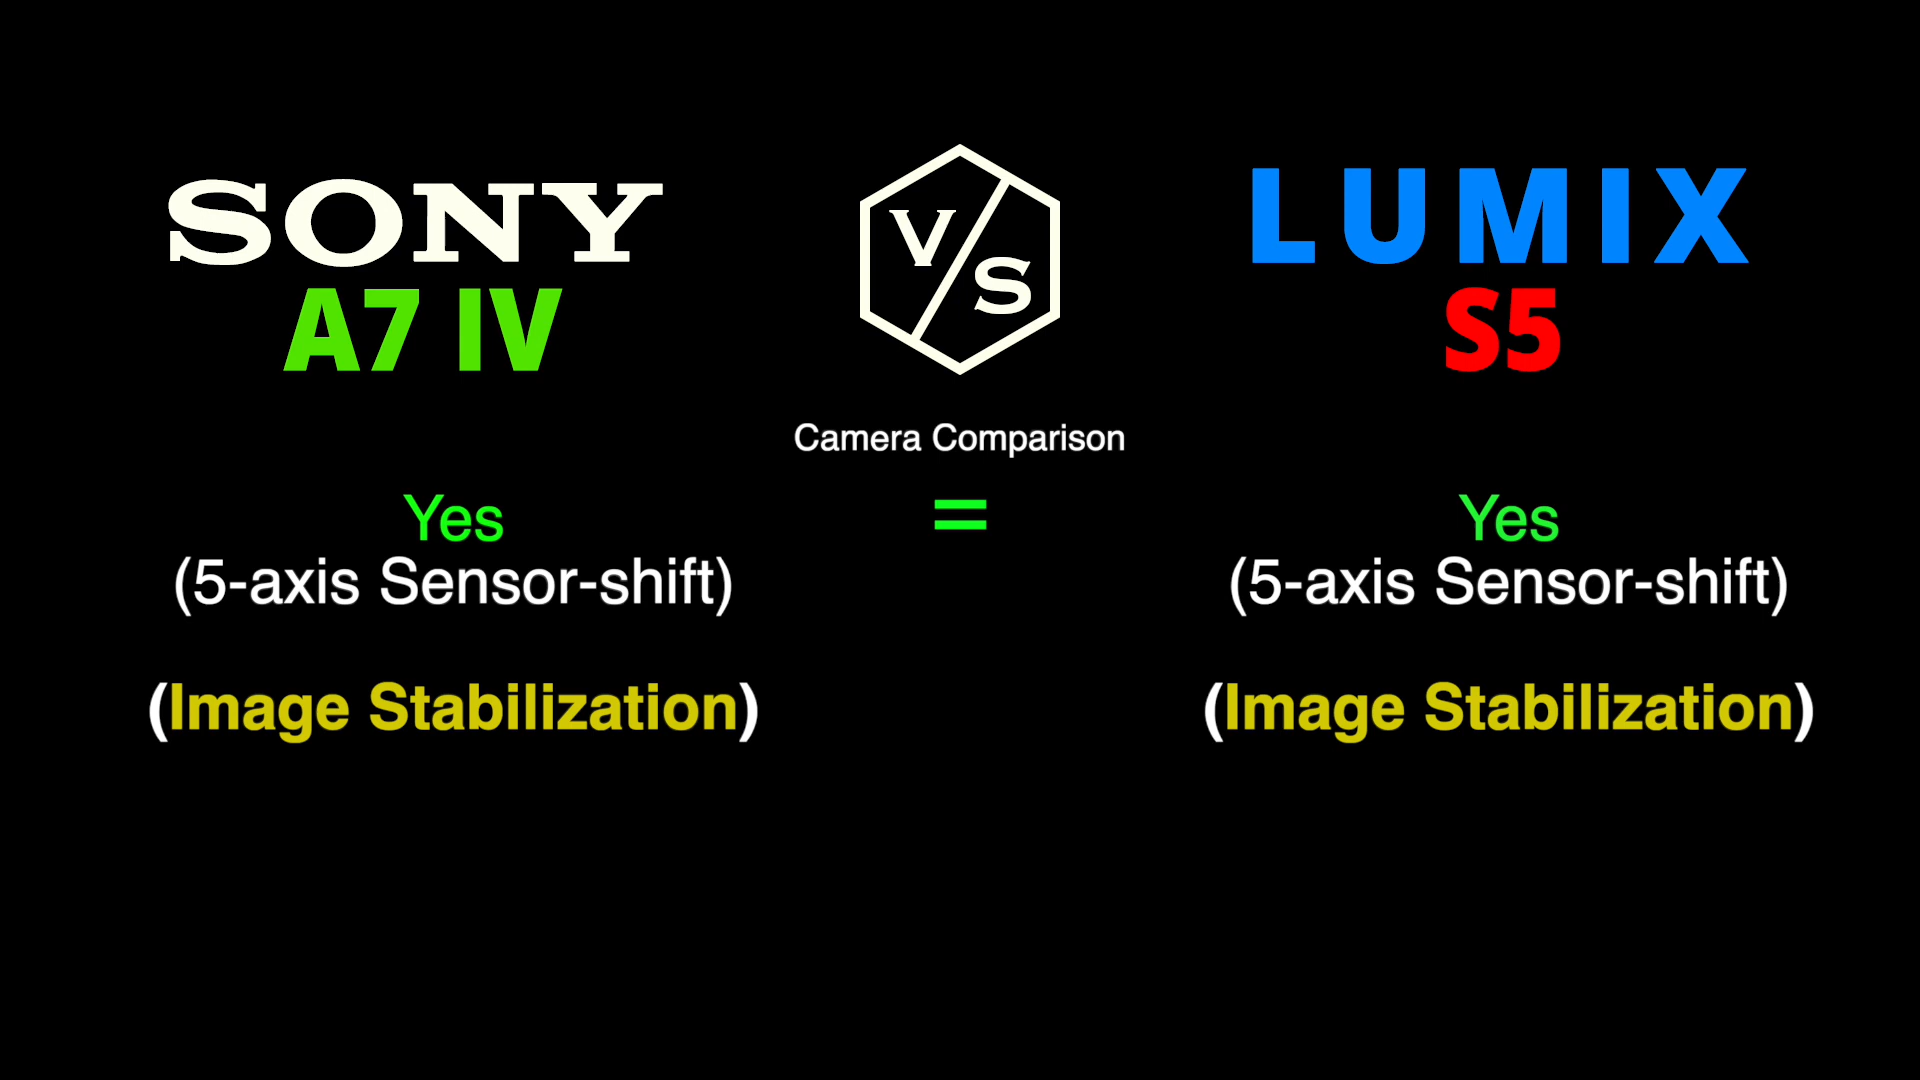 SONY
A7 IV
VS
LUMIX
S5
Camera Comparison
Yes
(5-axis Sensor-shift)
(Image Stabilization)
=
Yes
(5-axis Sensor-shift)
(Image Stabilization)